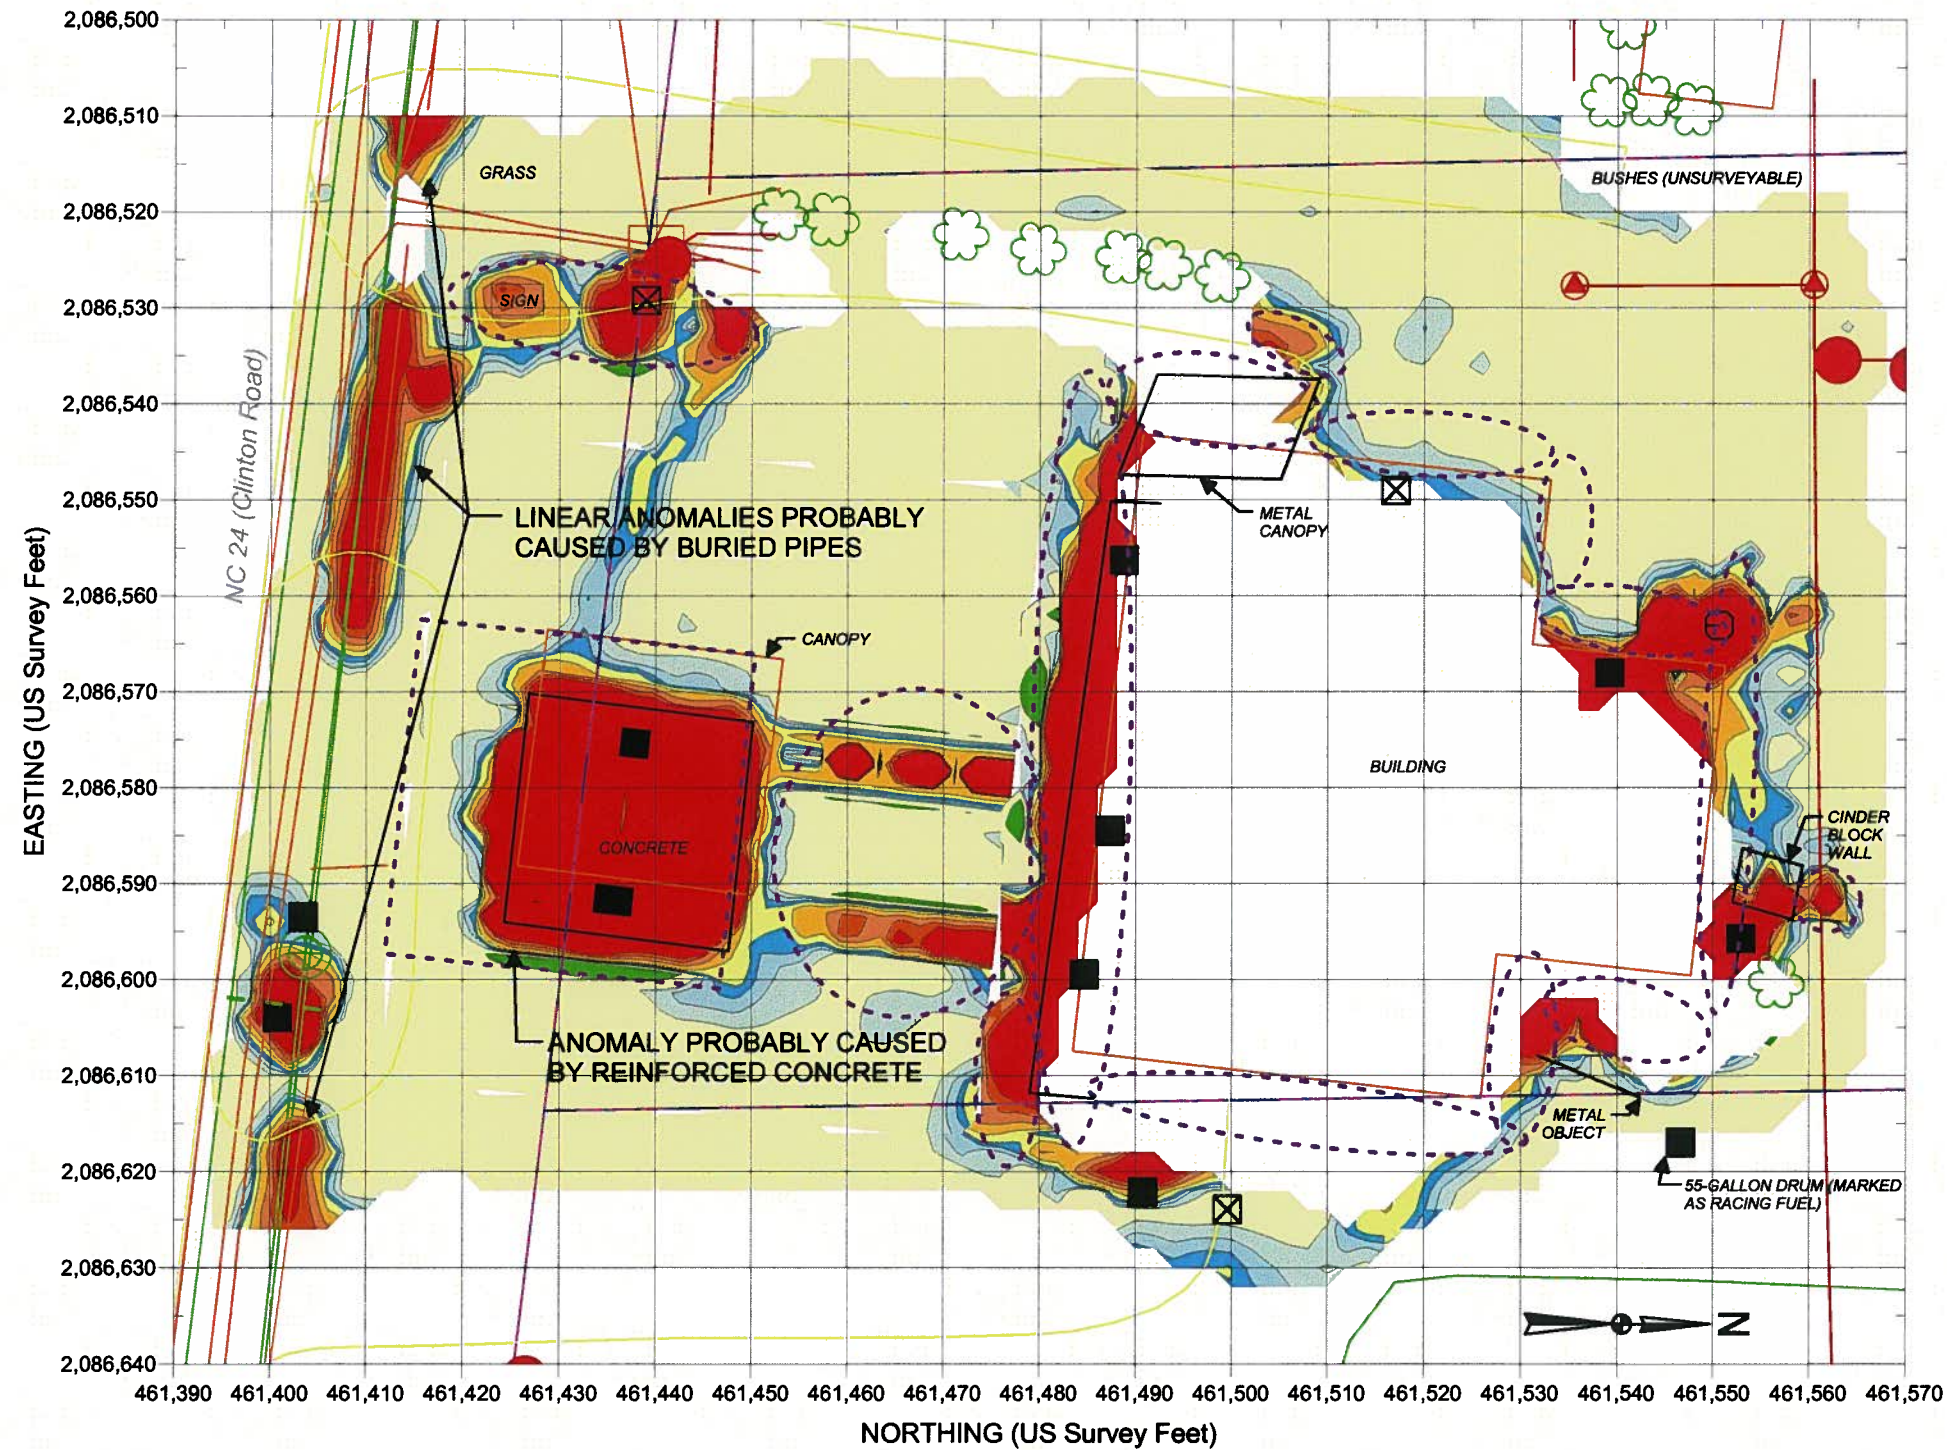 2,086,500
2,086,510
2,086,520
2,086,530
2,086,540
2,086,550
2,086,560
2,086,570
2,086,580
2,086,590
2,086,600
2,086,610
2,086,620
2,086,630
2,086,640
EASTING (US Survey Feet)
GRASS
BUSHES (UNSURVEYABLE)
SIGN
NC 24 (Clinton Road)
LINEAR ANOMALIES PROBABLY
CAUSED BY BURIED PIPES
METAL
CANOPY
CANOPY
BUILDING
CONCRETE
CINDER
BLOCK
WALL
ANOMALY PROBABLY CAUSED
BY REINFORCED CONCRETE
METAL
OBJECT
55-GALLON DRUM (MARKED
AS RACING FUEL)
N
461,390 461,400 461,410 461,420 461,430 461,440 461,450 461,460 461,470 461,480 461,490 461,500 461,510 461,520 461,530 461,540 461,550 461,560 461,570
NORTHING (US Survey Feet)